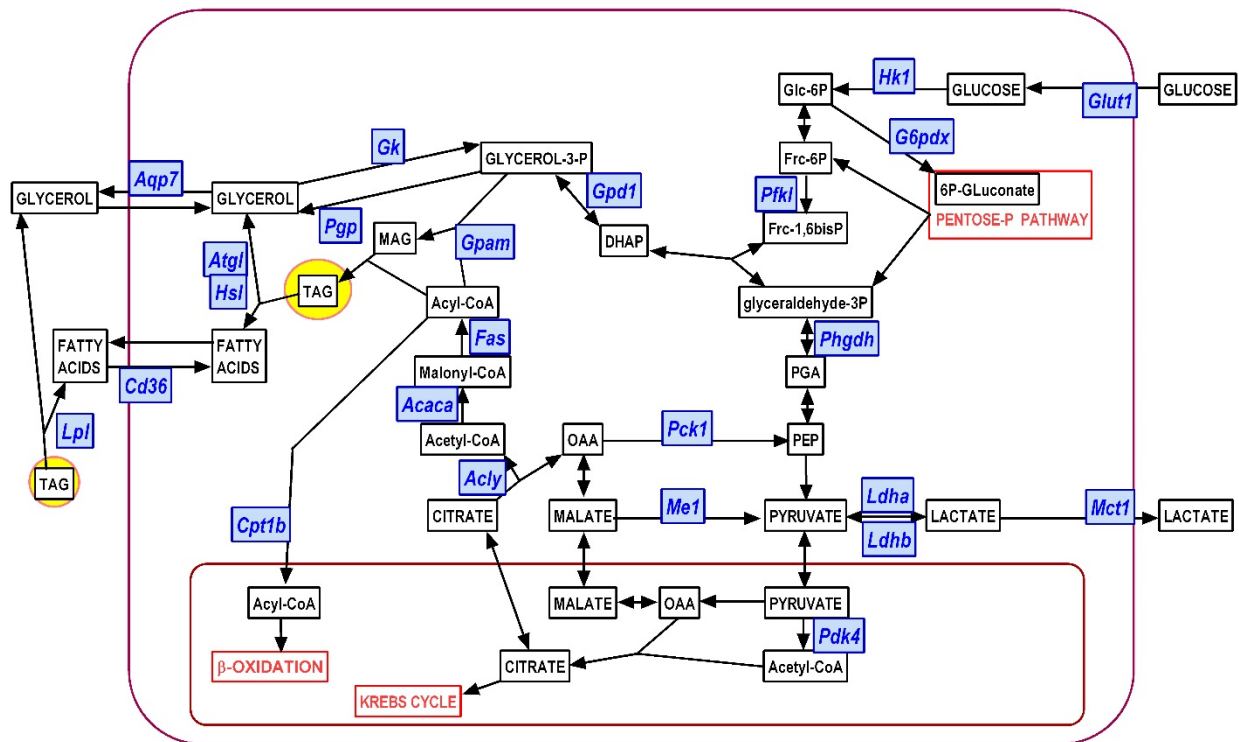 Glc-6P
Hk1
GLUCOSE
Glut1
GLUCOSE
G6pdx
Gk
GLYCEROL-3-P
Frc-6P
Aqp7
GLYCEROL
GLYCEROL
Gpd1
Pfkl
6P-GLuconate
PENTOSE-P PATHWAY
Pgp
MAG
Gpam
DHAP
Frc-1,6bisP
Atgl
Hsl
TAG
Acyl-CoA
glyceraldehyde-3P
FATTY
ACIDS
FATTY
ACIDS
Fas
Phgdh
Cd36
Malonyl-CoA
PGA
Lpl
Acaca
Acetyl-CoA
OAA
Pck1
PEP
TAG
Acly
Cpt1b
CITRATE
MALATE
Me1
PYRUVATE
Ldha
Ldhb
LACTATE
Mct1
LACTATE
Acyl-CoA
MALATE
OAA
PYRUVATE
Pdk4
β-OXIDATION
CITRATE
Acetyl-CoA
KREBS CYCLE